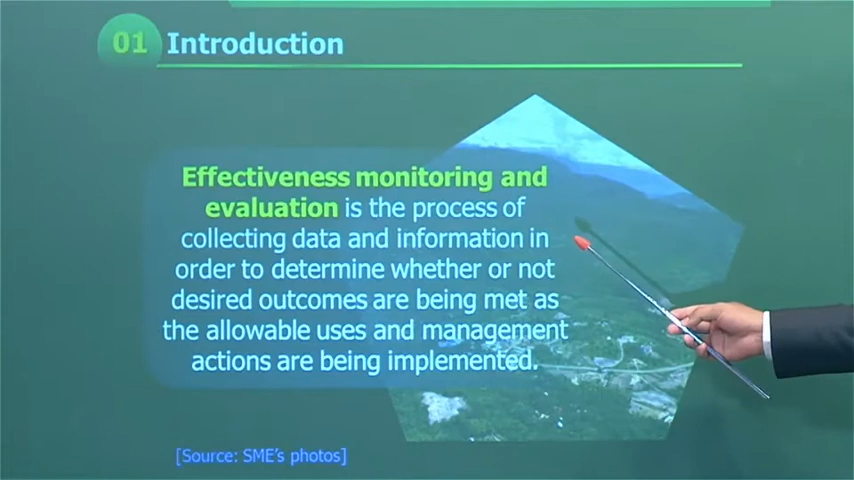 01 Introduction
Effectiveness monitoring and
evaluation is the process of
collecting data and information in
order to determine whether or not
desired outcomes are being met as
the allowable uses and management
actions are being implemented.
[Source: SME's photos]